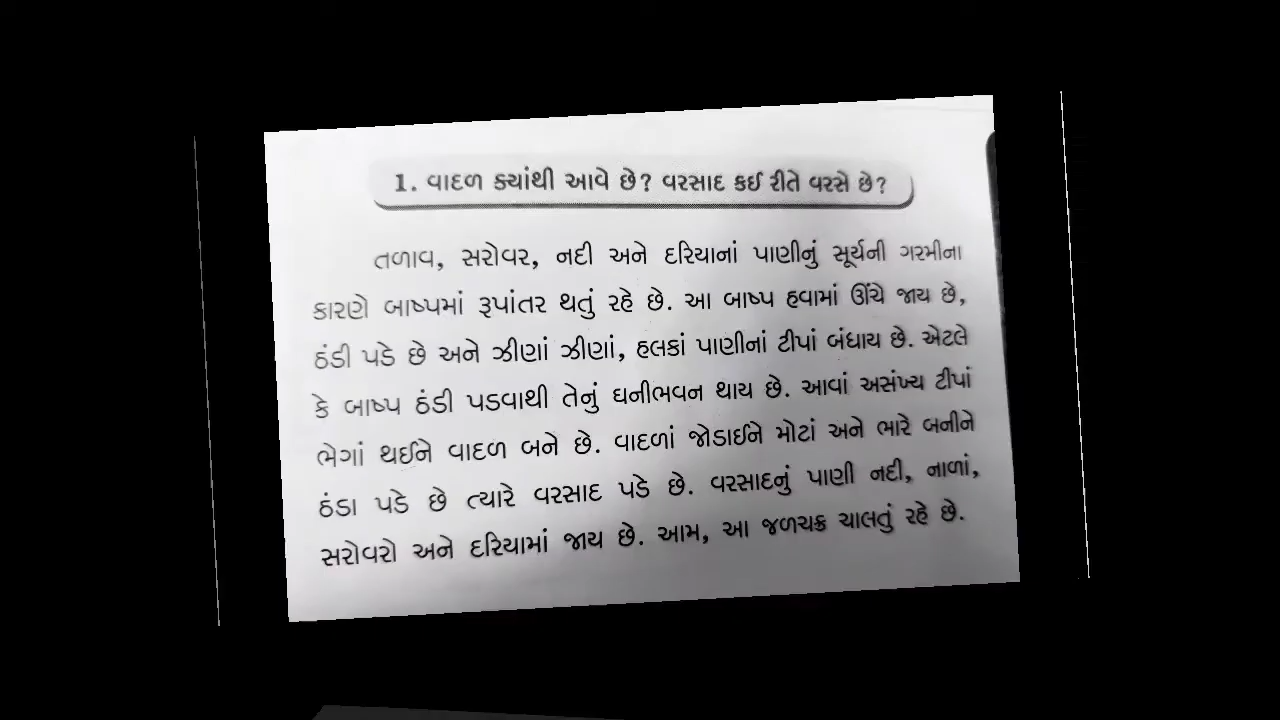 1. વાદળ ક્યાંથી આવે છે? વરસાદ કઈ રીતે વરસે છે?
તળાવ, સરોવર, નદી અને દરિયાનાં પાણીનું સૂર્યની ગરમીના
કારણે બાષ્પમાં રૂપાંતર થતું રહે છે. આ બાષ્પ હવામાં ઊંચે જાય છે,
ઠંડી પડે છે અને ઝીણાં ઝીણાં, હલકાં પાણીનાં ટીપાં બંધાય છે. એટલે
કે બાષ્પ ઠંડી પડવાથી તેનું ઘનીભવન થાય છે. આવાં અસંખ્ય ટીપાં
ભેગાં થઈને વાદળ બને છે. વાદળાં જોડાઈને મોટાં અને ભારે બનીને
ઠંડા પડે છે ત્યારે વરસાદ પડે છે. વરસાદનું પાણી નદી, નાળાં,
સરોવરો અને દરિયામાં જાય છે. આમ, આ જળચક્ર ચાલતું રહે છે.